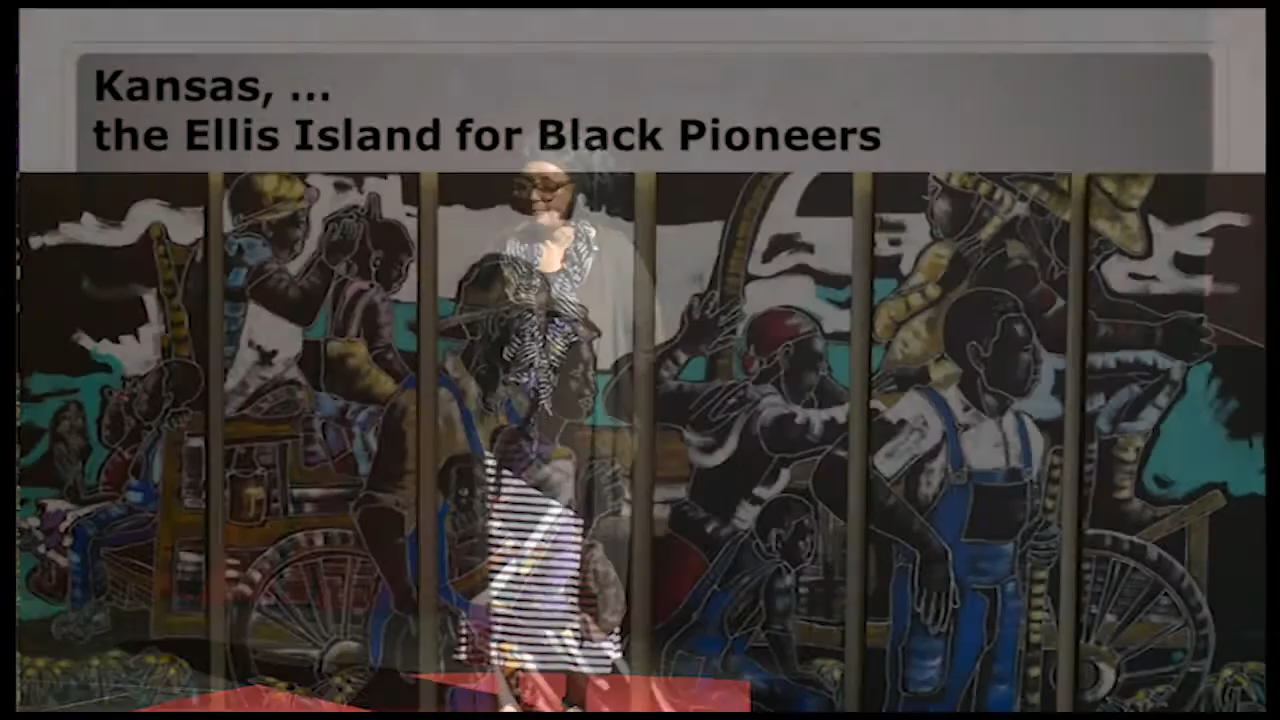 Kansas, ...
the Ellis Island for Black Pioneers